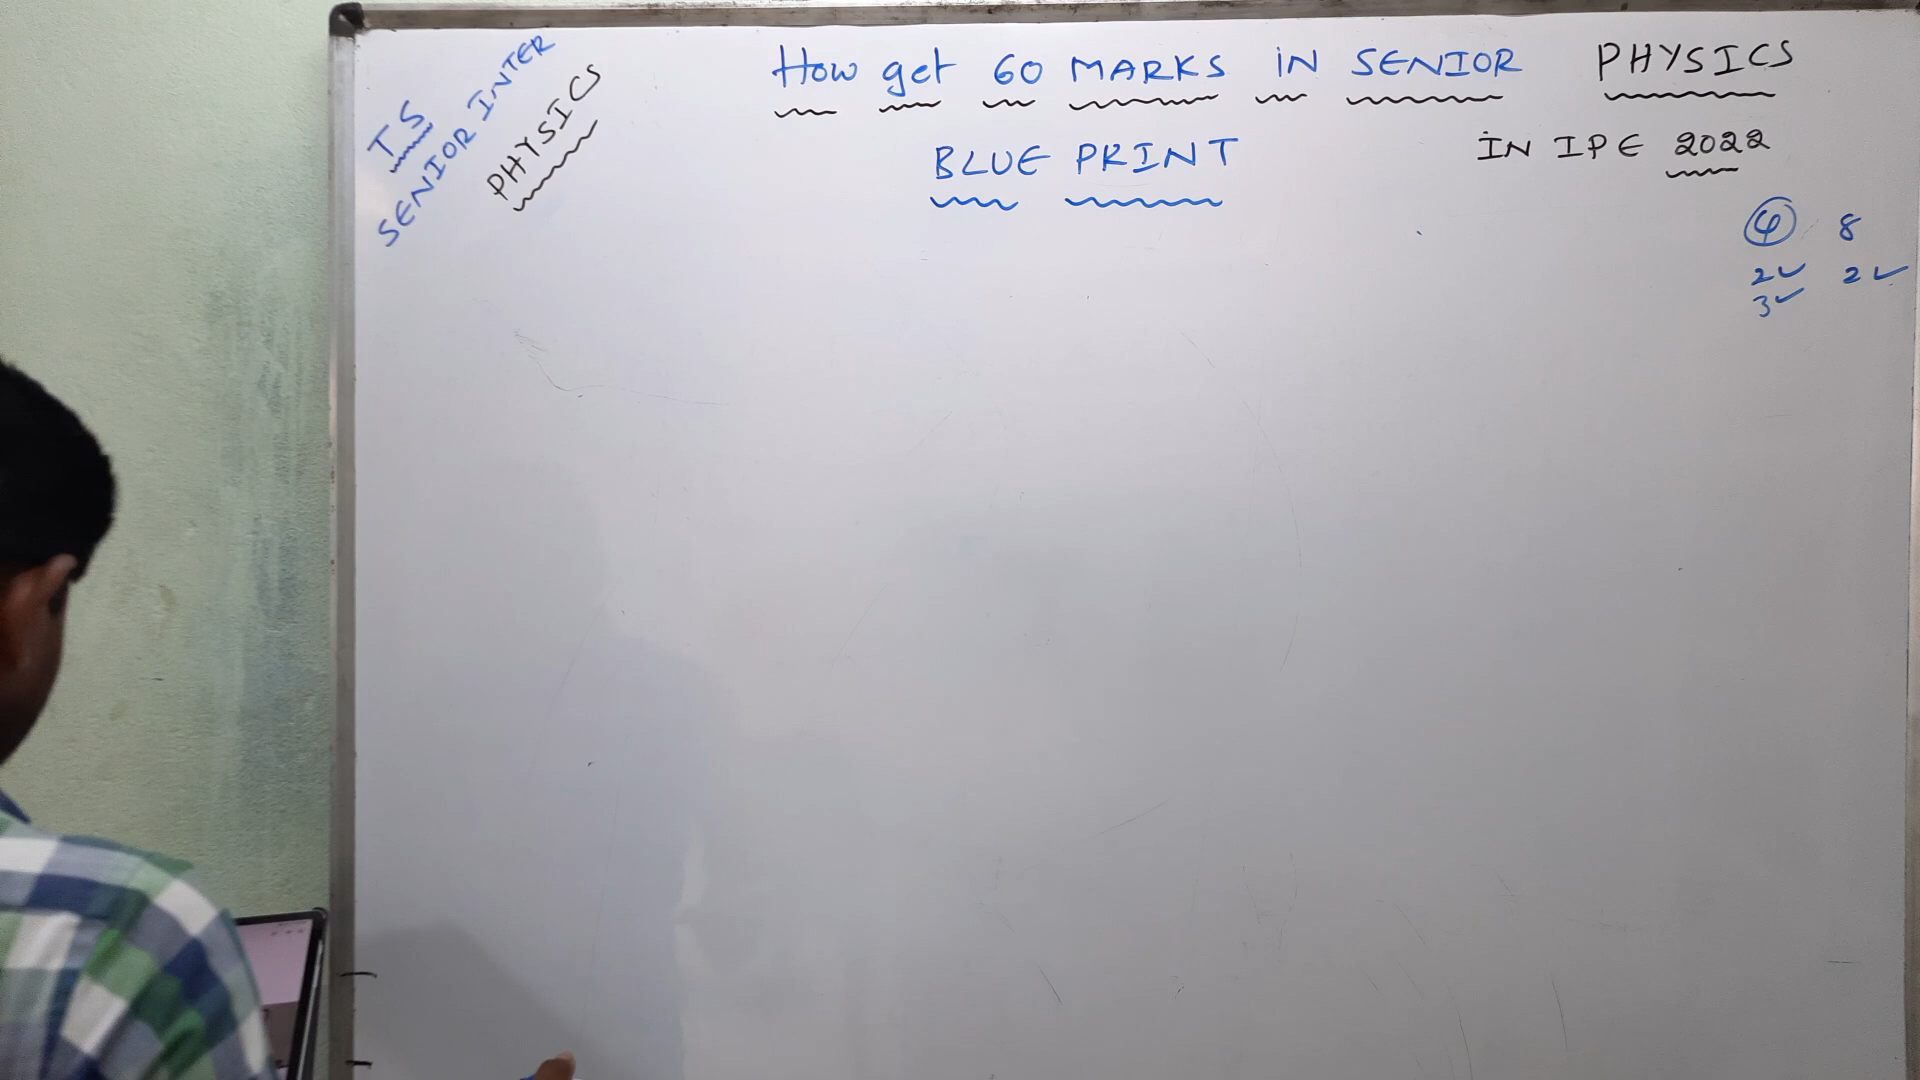 TS
SENIOR INTER
PHYSICS
How get 60 MARKS IN SENIOR PHYSICS
BLUE PRINT
IN IPE 2022
4 8
2✓ 2✓
3✓